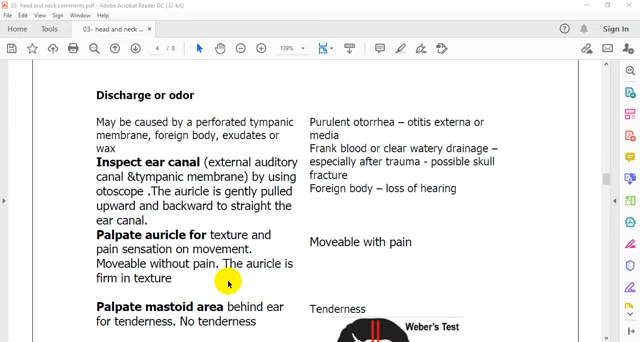 03- head and neck comments.pdf - Adobe Acrobat Reader DC (32-bit)
File Edit View Sign Window Help
Home Tools 03- head and neck ... × Sign In
4 / 8 139%
Discharge or odor
May be caused by a perforated tympanic
membrane, foreign body, exudates or
wax
Inspect ear canal (external auditory
canal &tympanic membrane) by using
otoscope .The auricle is gently pulled
upward and backward to straight the
ear canal.
Palpate auricle for texture and
pain sensation on movement.
Moveable without pain. The auricle is
firm in texture
Palpate mastoid area behind ear
for tenderness. No tenderness
Purulent otorrhea – otitis externa or
media
Frank blood or clear watery drainage –
especially after trauma - possible skull
fracture
Foreign body – loss of hearing
Moveable with pain
Tenderness
Weber's Test